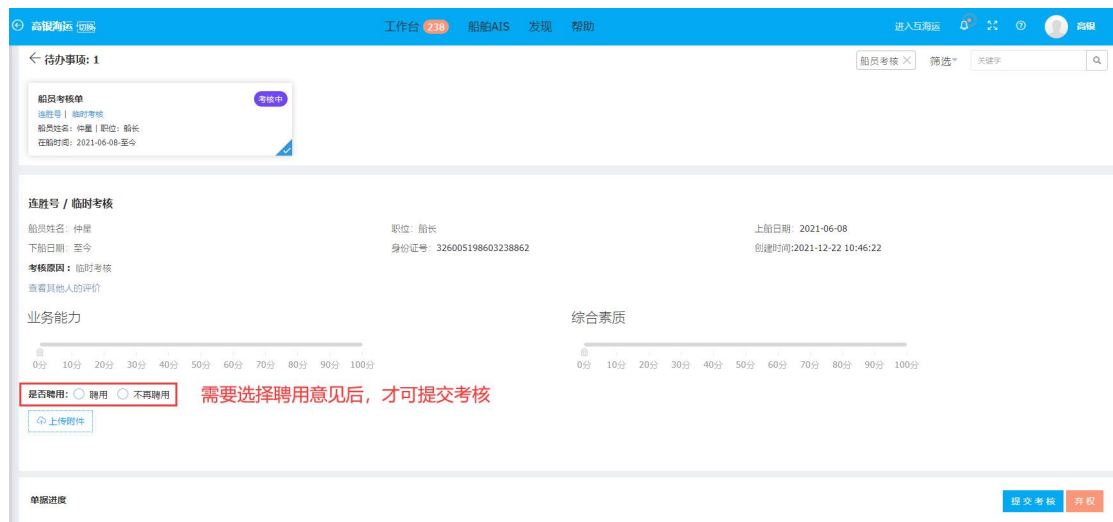 高银海运 切换 工作台 238 船舶AIS 发现 帮助 进入互海运 高银
待办事项: 1 船员考核 筛选 关键字
船员考核单 考核中
连胜号 | 临时考核
船员姓名: 仲星 | 职位: 船长
在船时间: 2021-06-08-至今
连胜号 / 临时考核
船员姓名: 仲星 职位: 船长 上船日期: 2021-06-08
下船日期: 至今 身份证号: 326005198603238862 创建时间:2021-12-22 10:46:22
考核原因: 临时考核
查看其他人的评价
业务能力 综合素质
0分 10分 20分 30分 40分 50分 60分 70分 80分 90分 100分 0分 10分 20分 30分 40分 50分 60分 70分 80分 90分 100分
是否聘用: 聘用 不再聘用 需要选择聘用意见后，才可提交考核
上传附件
单据进度 提交考核 弃权